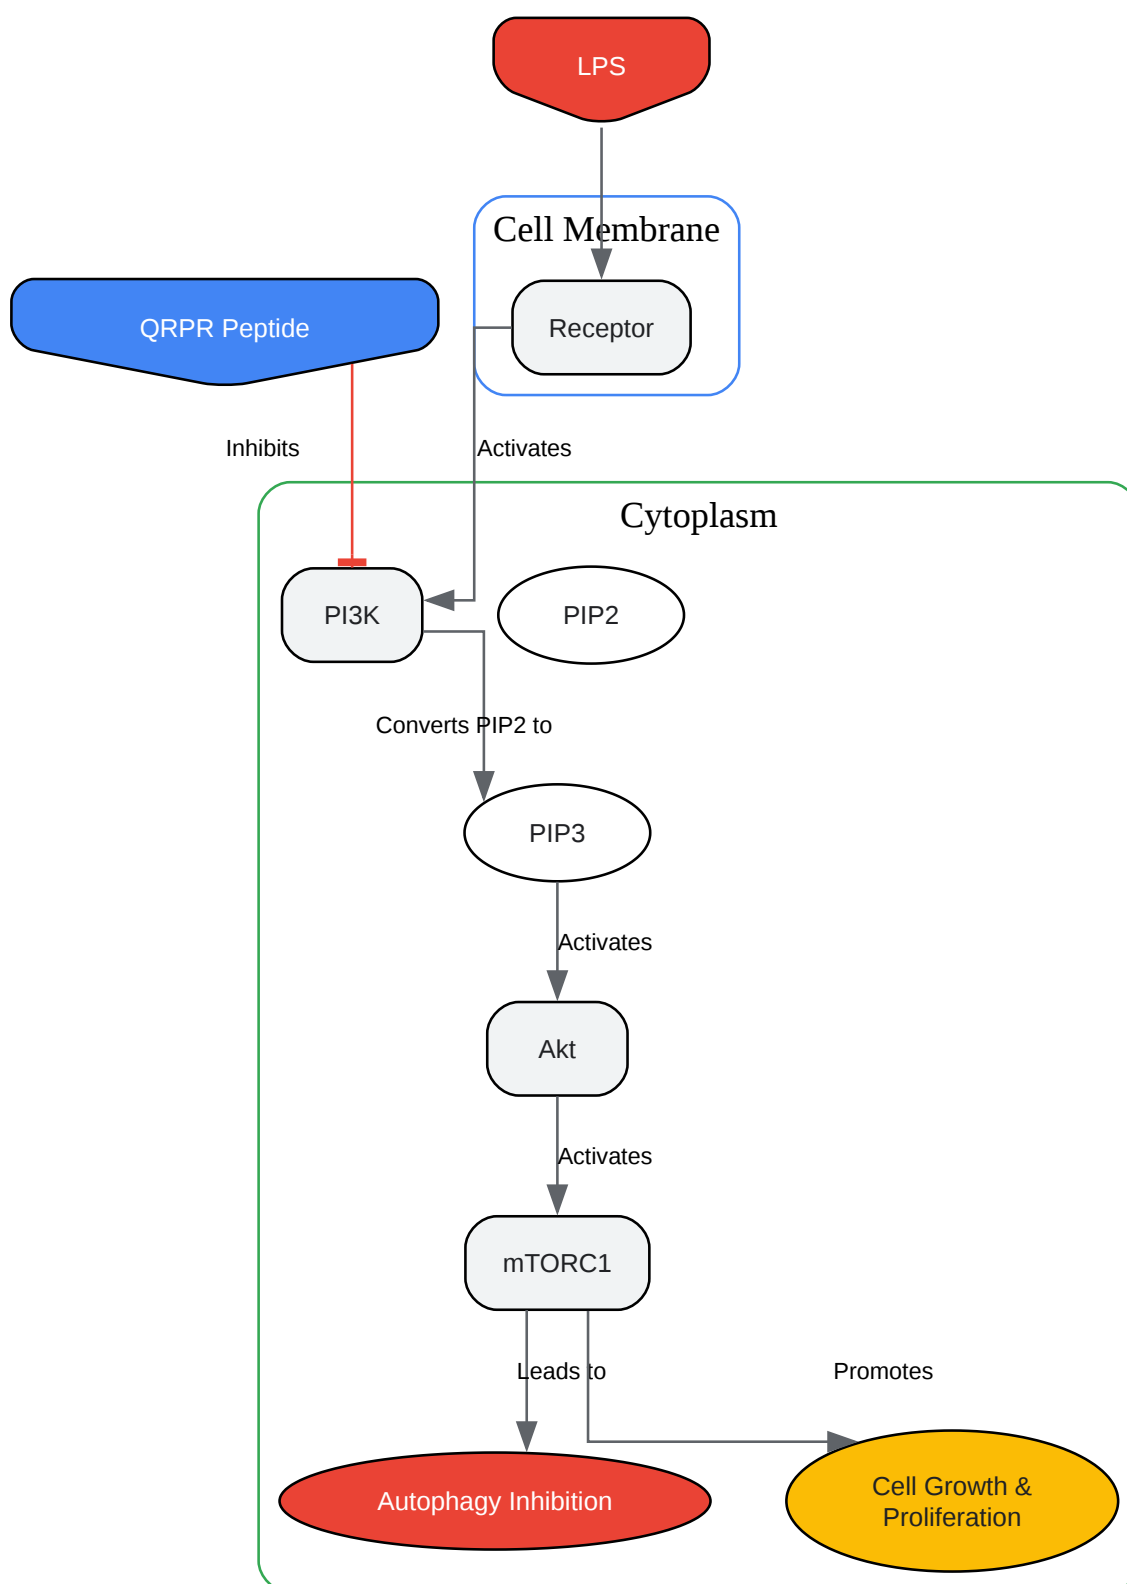 LPS
Cell Membrane
Receptor
QRPR Peptide
Inhibits
Activates
Cytoplasm
PI3K
PIP2
Converts PIP2 to
PIP3
Activates
Akt
Activates
mTORC1
Leads to
Promotes
Autophagy Inhibition
Cell Growth &
Proliferation